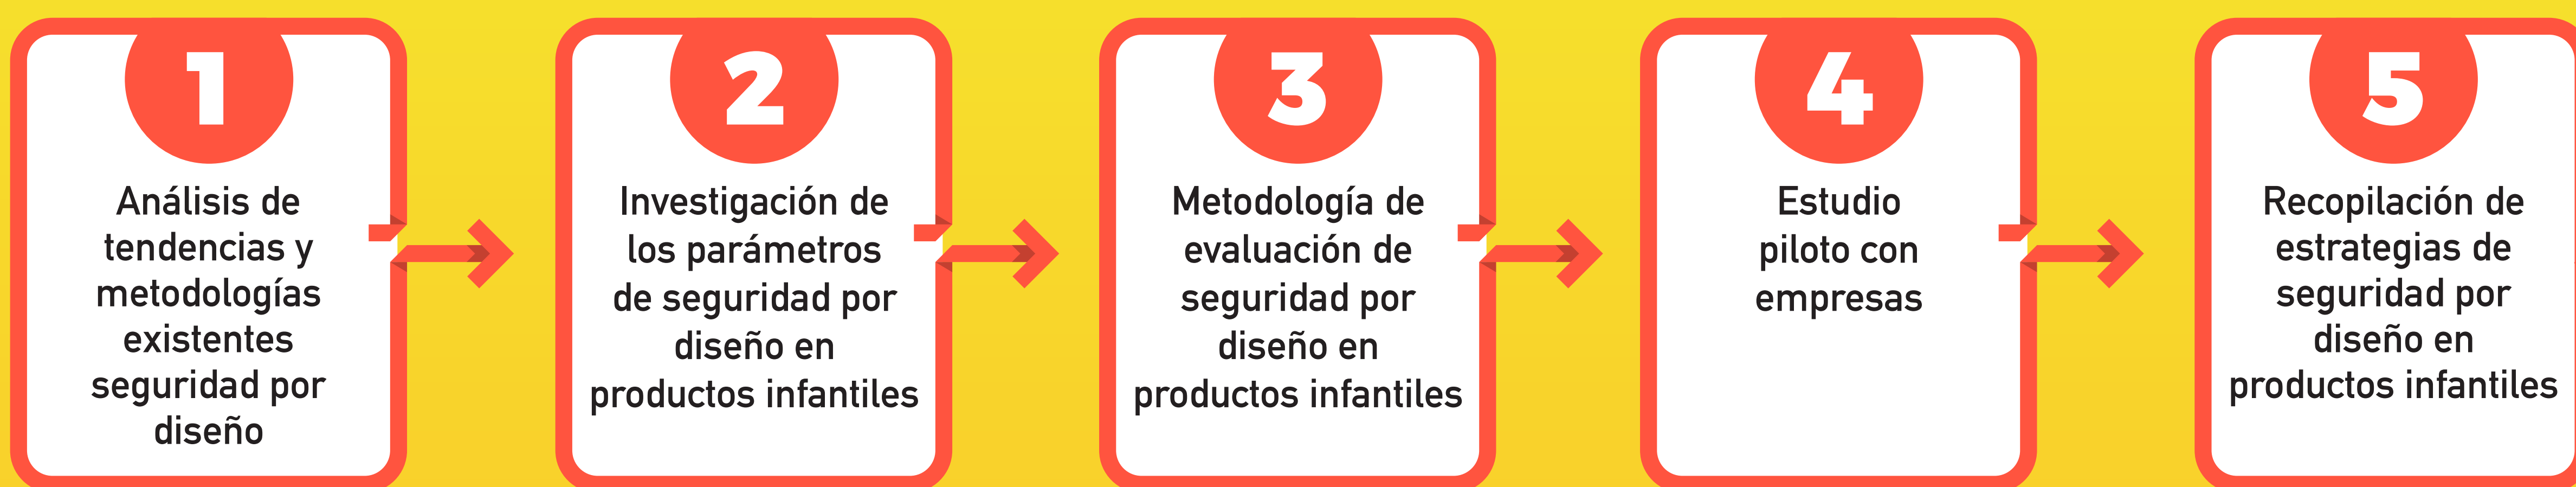 1
Análisis de
tendencias y
metodologías
existentes
seguridad por
diseño
2
Investigación de
los parámetros
de seguridad por
diseño en
productos infantiles
3
Metodología de
evaluación de
seguridad por
diseño en
productos infantiles
4
Estudio
piloto con
empresas
5
Recopilación de
estrategias de
seguridad por
diseño en
productos infantiles